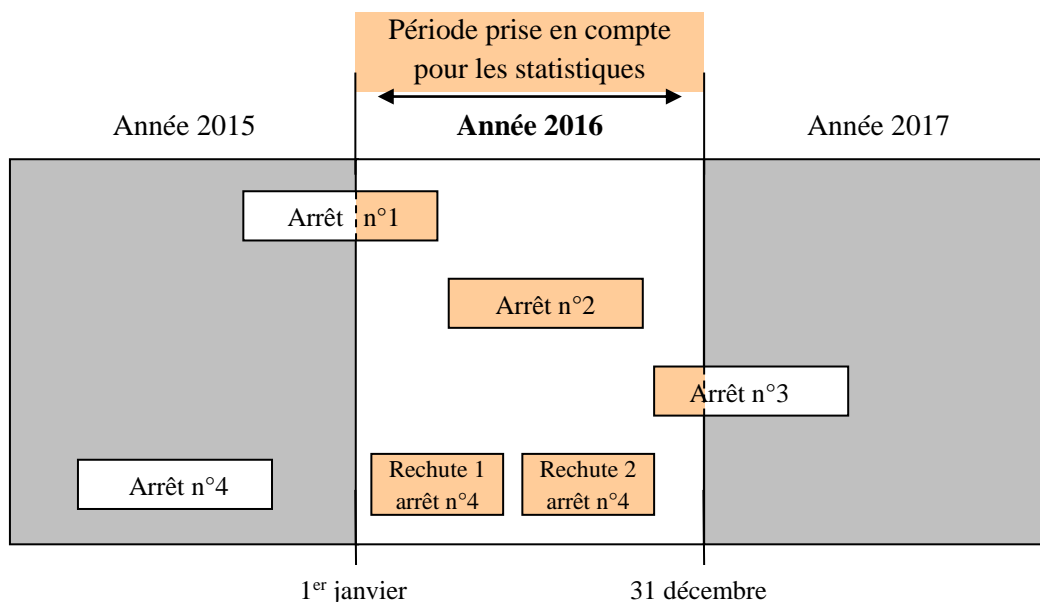 Période prise en compte
pour les statistiques
Année 2015
Année 2016
Année 2017
Arrêt n°1
Arrêt n°2
Arrêt n°3
Arrêt n°4
Rechute 1
arrêt n°4
Rechute 2
arrêt n°4
1er janvier
31 décembre